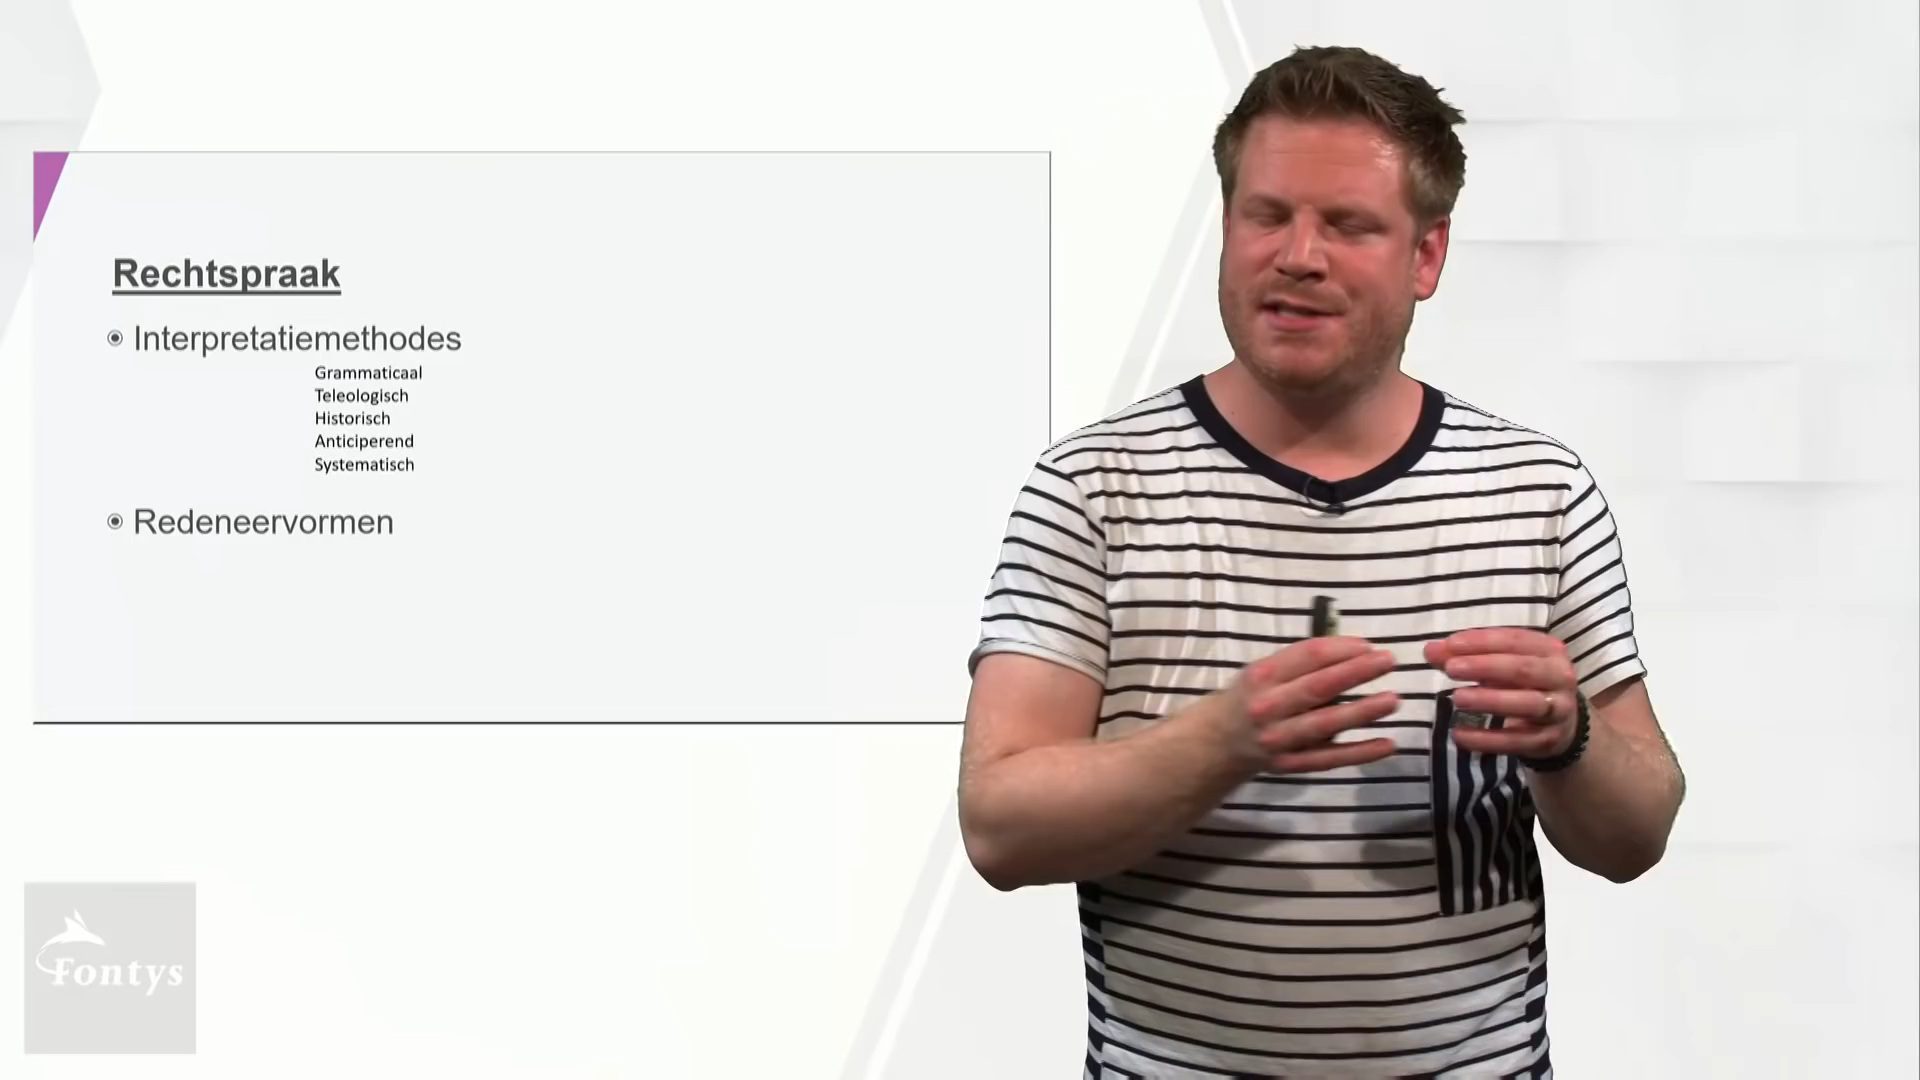 Rechtspraak
Interpretatiemethodes
Grammaticaal
Teleologisch
Historisch
Anticiperend
Systematisch
Redeneervormen
Fontys